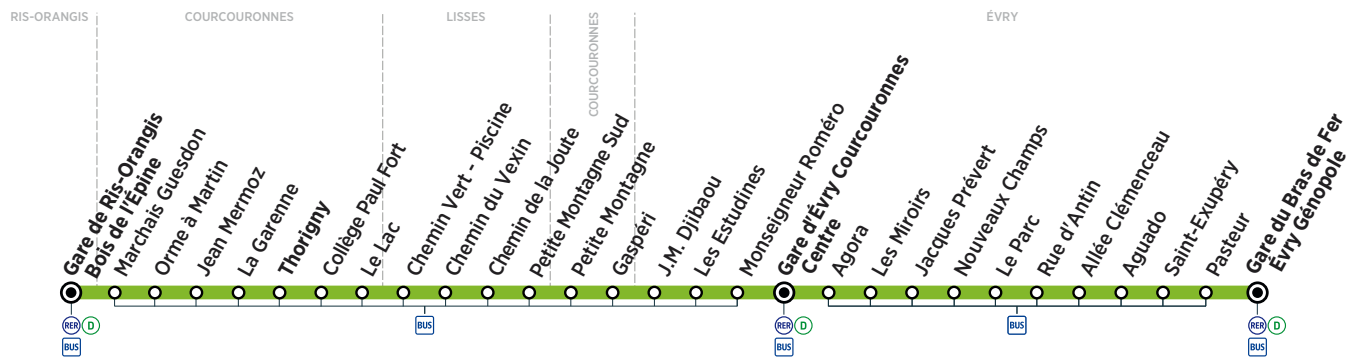 RIS-ORANGIS
COURCOURONNES
LISSES
COURCOURONNES
ÉVRY
Gare de Ris-Orangis
Bois de l'Épine
Marchais Guesdon
Orme à Martin
Jean Mermoz
La Garenne
Thorigny
Collège Paul Fort
Le Lac
Chemin Vert - Piscine
Chemin du Vexin
Chemin de la Joute
Petite Montagne Sud
Petite Montagne
Gaspéri
J.M. Djibaou
Les Estudines
Monseigneur Roméro
Gare d'Évry Courcouronnes
Centre
Agora
Les Miroirs
Jacques Prévert
Nouveaux Champs
Le Parc
Rue d'Antin
Allée Clémenceau
Aguado
Saint-Exupéry
Pasteur
Gare du Bras de Fer
Évry Génopole
RER D
BUS
BUS
RER D
BUS
BUS
RER D
BUS